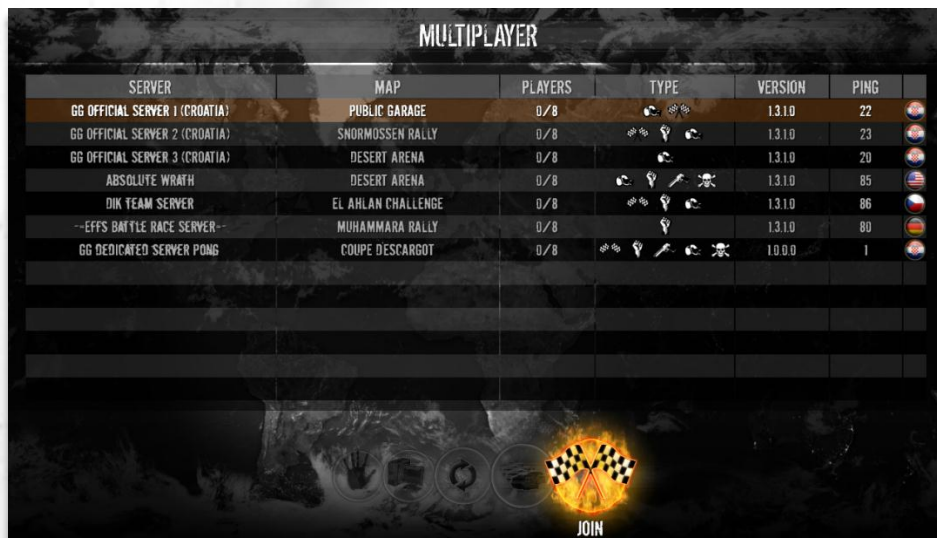 MULTIPLAYER
SERVER MAP PLAYERS TYPE VERSION PING
GG OFFICIAL SERVER 1 (CROATIA) PUBLIC GARAGE 0/8 1.3.1.0 22
GG OFFICIAL SERVER 2 (CROATIA) SNORMOSSEN RALLY 0/8 1.3.1.0 23
GG OFFICIAL SERVER 3 (CROATIA) DESERT ARENA 0/8 1.3.1.0 20
ABSOLUTE WRATH DESERT ARENA 0/8 1.3.1.0 85
DIK TEAM SERVER EL AHLAN CHALLENGE 0/8 1.3.1.0 86
--EFFS BATTLE RACE SERVER-- MUHAMMARA RALLY 0/8 1.3.1.0 80
GG DEDICATED SERVER PONG COUPE DESCARGOT 0/8 1.0.0.0 1
JOIN